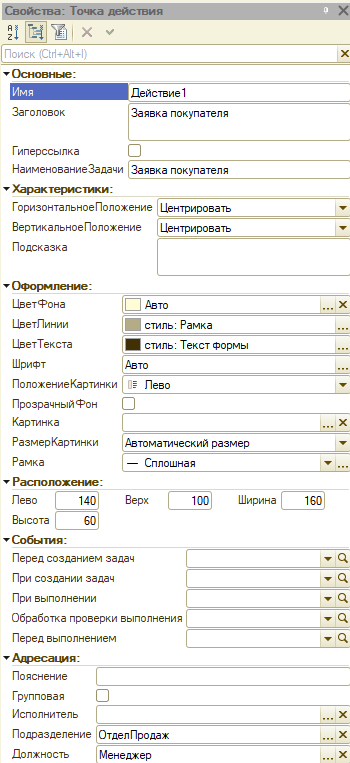 Свойства: Точка действия
Поиск (Ctrl+Alt+I)
Основные:
Имя Действие1
Заголовок Заявка покупателя
Гиперссылка
НаименованиеЗадачи Заявка покупателя
Характеристики:
ГоризонтальноеПоложение Центрировать
ВертикальноеПоложение Центрировать
Подсказка
Оформление:
ЦветФона Авто
ЦветЛинии стиль: Рамка
ЦветТекста стиль: Текст формы
Шрифт Авто
ПоложениеКартинки Лево
ПрозрачныйФон
Картинка
РазмерКартинки Автоматический размер
Рамка Сплошная
Расположение:
Лево 140 Верх 100 Ширина 160
Высота 60
События:
Перед созданием задач
При создании задач
При выполнении
Обработка проверки выполнения
Перед выполнением
Адресация:
Пояснение
Групповая
Исполнитель
Подразделение ОтделПродаж
Должность Менеджер